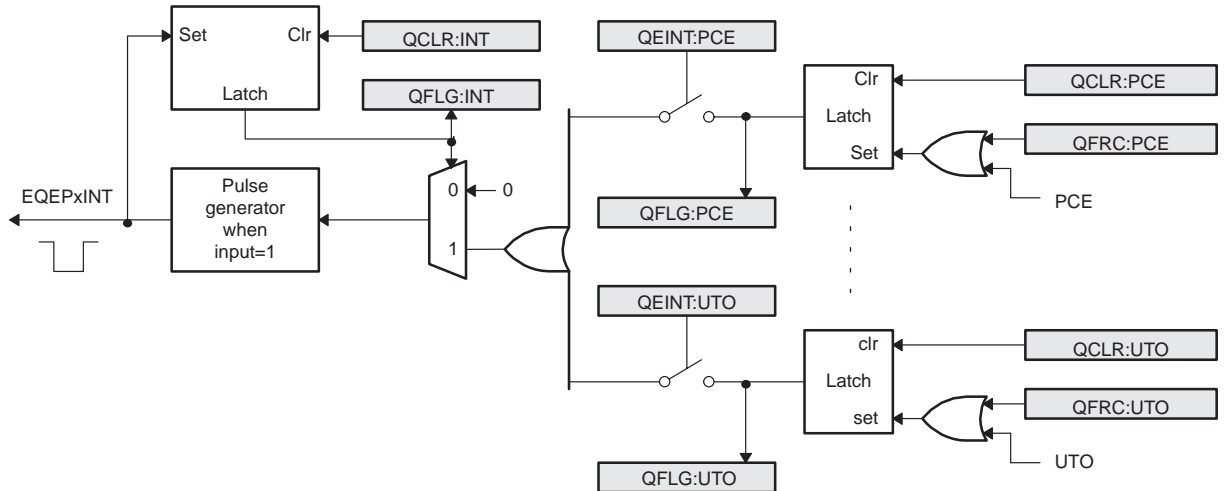 Set
Clr
Latch
QCLR:INT
QFLG:INT
EQEPxINT
Pulse
generator
when
input=1
0
0
1
QEINT:PCE
QFLG:PCE
Clr
Latch
Set
QCLR:PCE
QFRC:PCE
PCE
QEINT:UTO
QFLG:UTO
clr
Latch
set
QCLR:UTO
QFRC:UTO
UTO